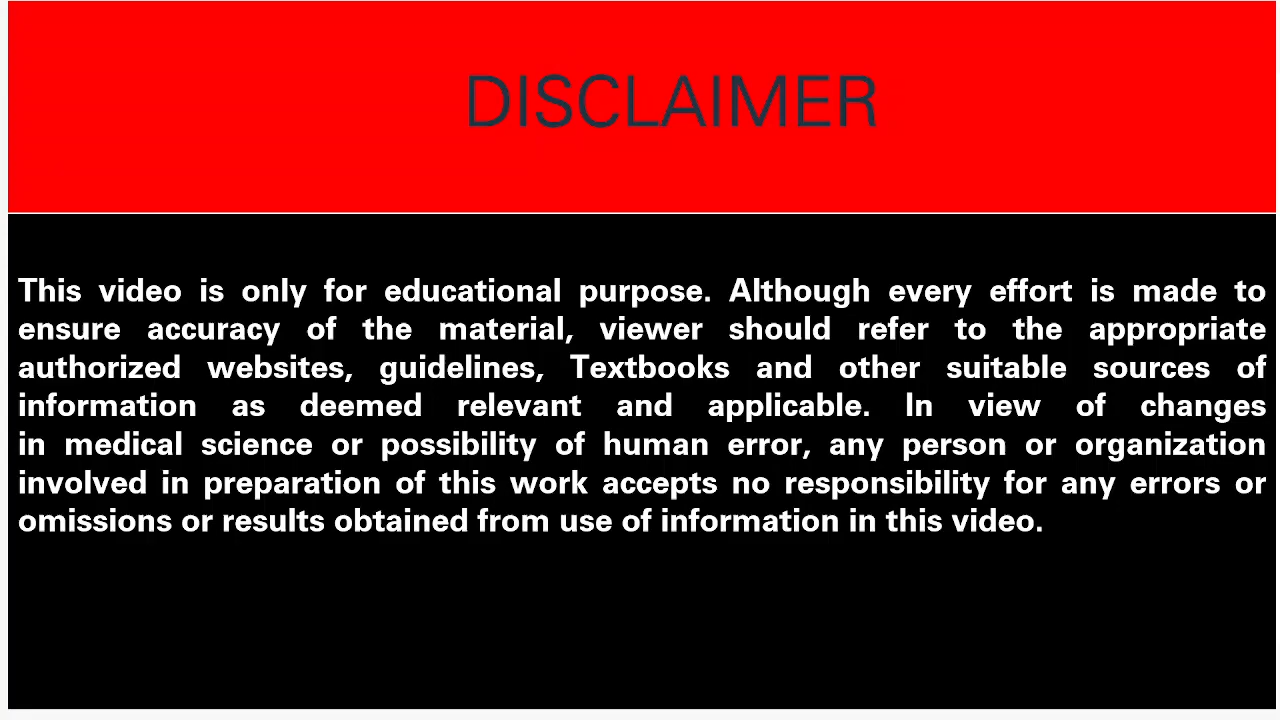 DISCLAIMER
This video is only for educational purpose. Although every effort is made to
ensure accuracy of the material, viewer should refer to the appropriate
authorized websites, guidelines, Textbooks and other suitable sources of
information as deemed relevant and applicable. In view of changes
in medical science or possibility of human error, any person or organization
involved in preparation of this work accepts no responsibility for any errors or
omissions or results obtained from use of information in this video.